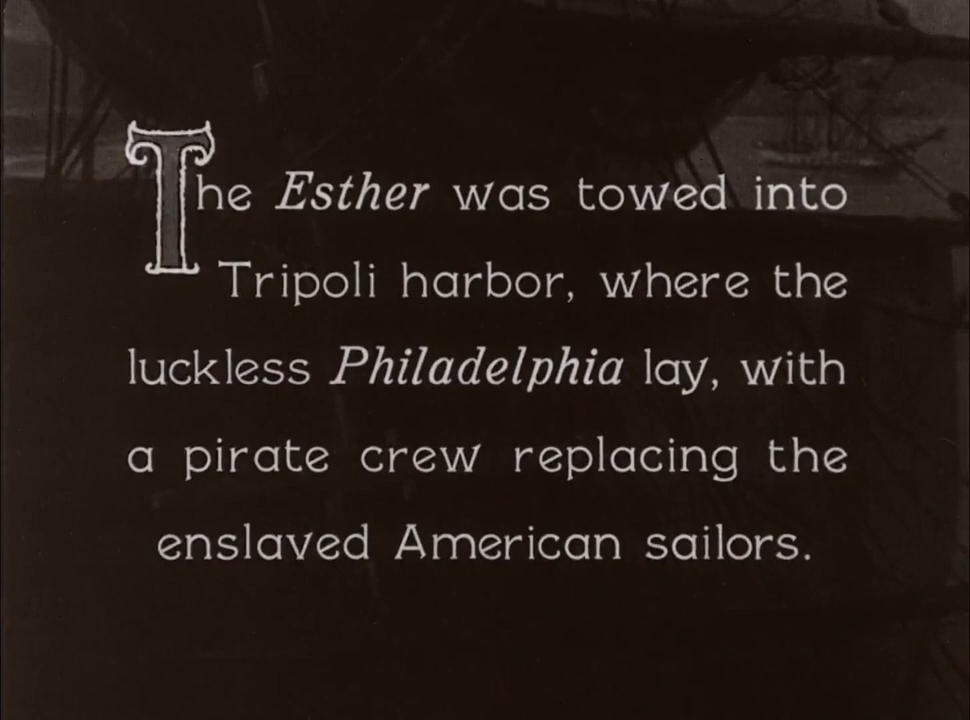 The Esther was towed into
Tripoli harbor, where the
luckless Philadelphia lay, with
a pirate crew replacing the
enslaved American sailors.